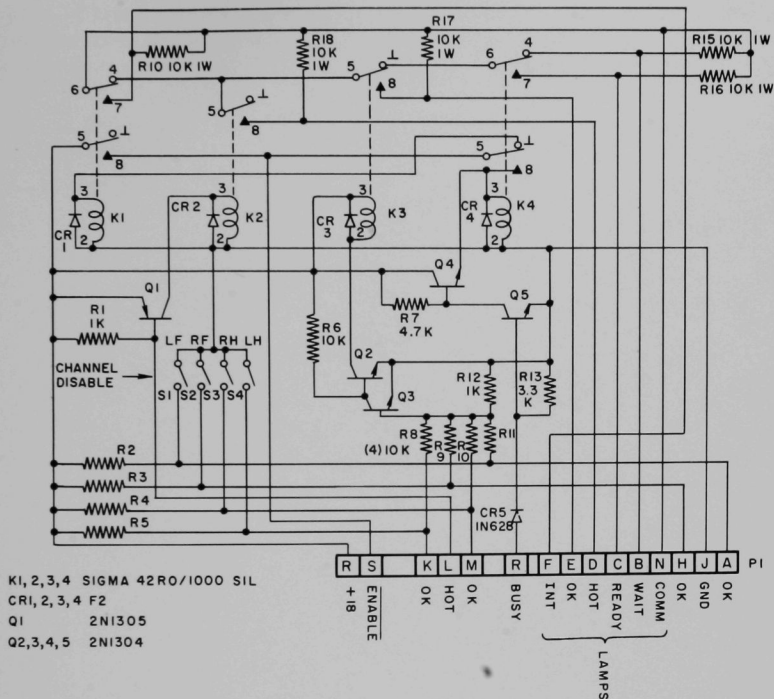 R17
10K
1W
R18
10K
1W
R10 10K 1W
R15 10K 1W
R16 10K 1W
6 4 7
5 ⊥ 8
5 ⊥ 8
6 4 7
5 ⊥ 8
5 ⊥ 8
3 K1 2
CR 1
CR 2
3 K2 2
CR 3
3 K3 2
CR 4
3 K4 2
Q1
Q4
Q5
R1
1K
R7
4.7K
R6
10K
CHANNEL
DISABLE
LF RF RH LH
S1 S2 S3 S4
Q2
Q3
R12
1K
R13
3.3
K
R8
(4) 10K
R 9
R 10
R11
R2
R3
R4
R5
CR5
1N628
R S K L M R F E D C B N H J A P1
+18
ENABLE
OK
HOT
OK
BUSY
INT
OK
HOT
READY
WAIT
COMM
OK
GND
OK
LAMPS
K1, 2, 3, 4 SIGMA 42RO/1000 SIL
CR1, 2, 3, 4 F2
Q1 2N1305
Q2,3,4,5 2N1304